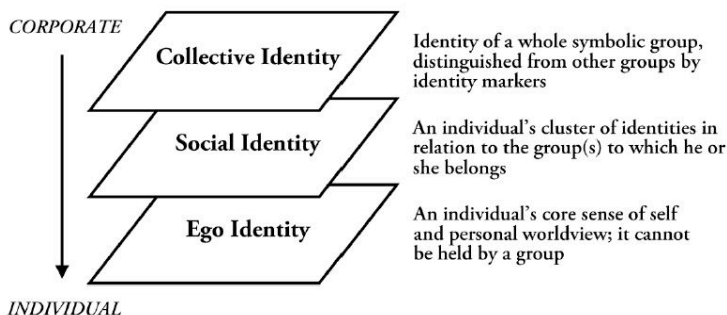 CORPORATE
Collective Identity
Identity of a whole symbolic group,
distinguished from other groups by
identity markers
Social Identity
An individual's cluster of identities in
relation to the group(s) to which he or
she belongs
Ego Identity
An individual's core sense of self
and personal worldview; it cannot
be held by a group
INDIVIDUAL